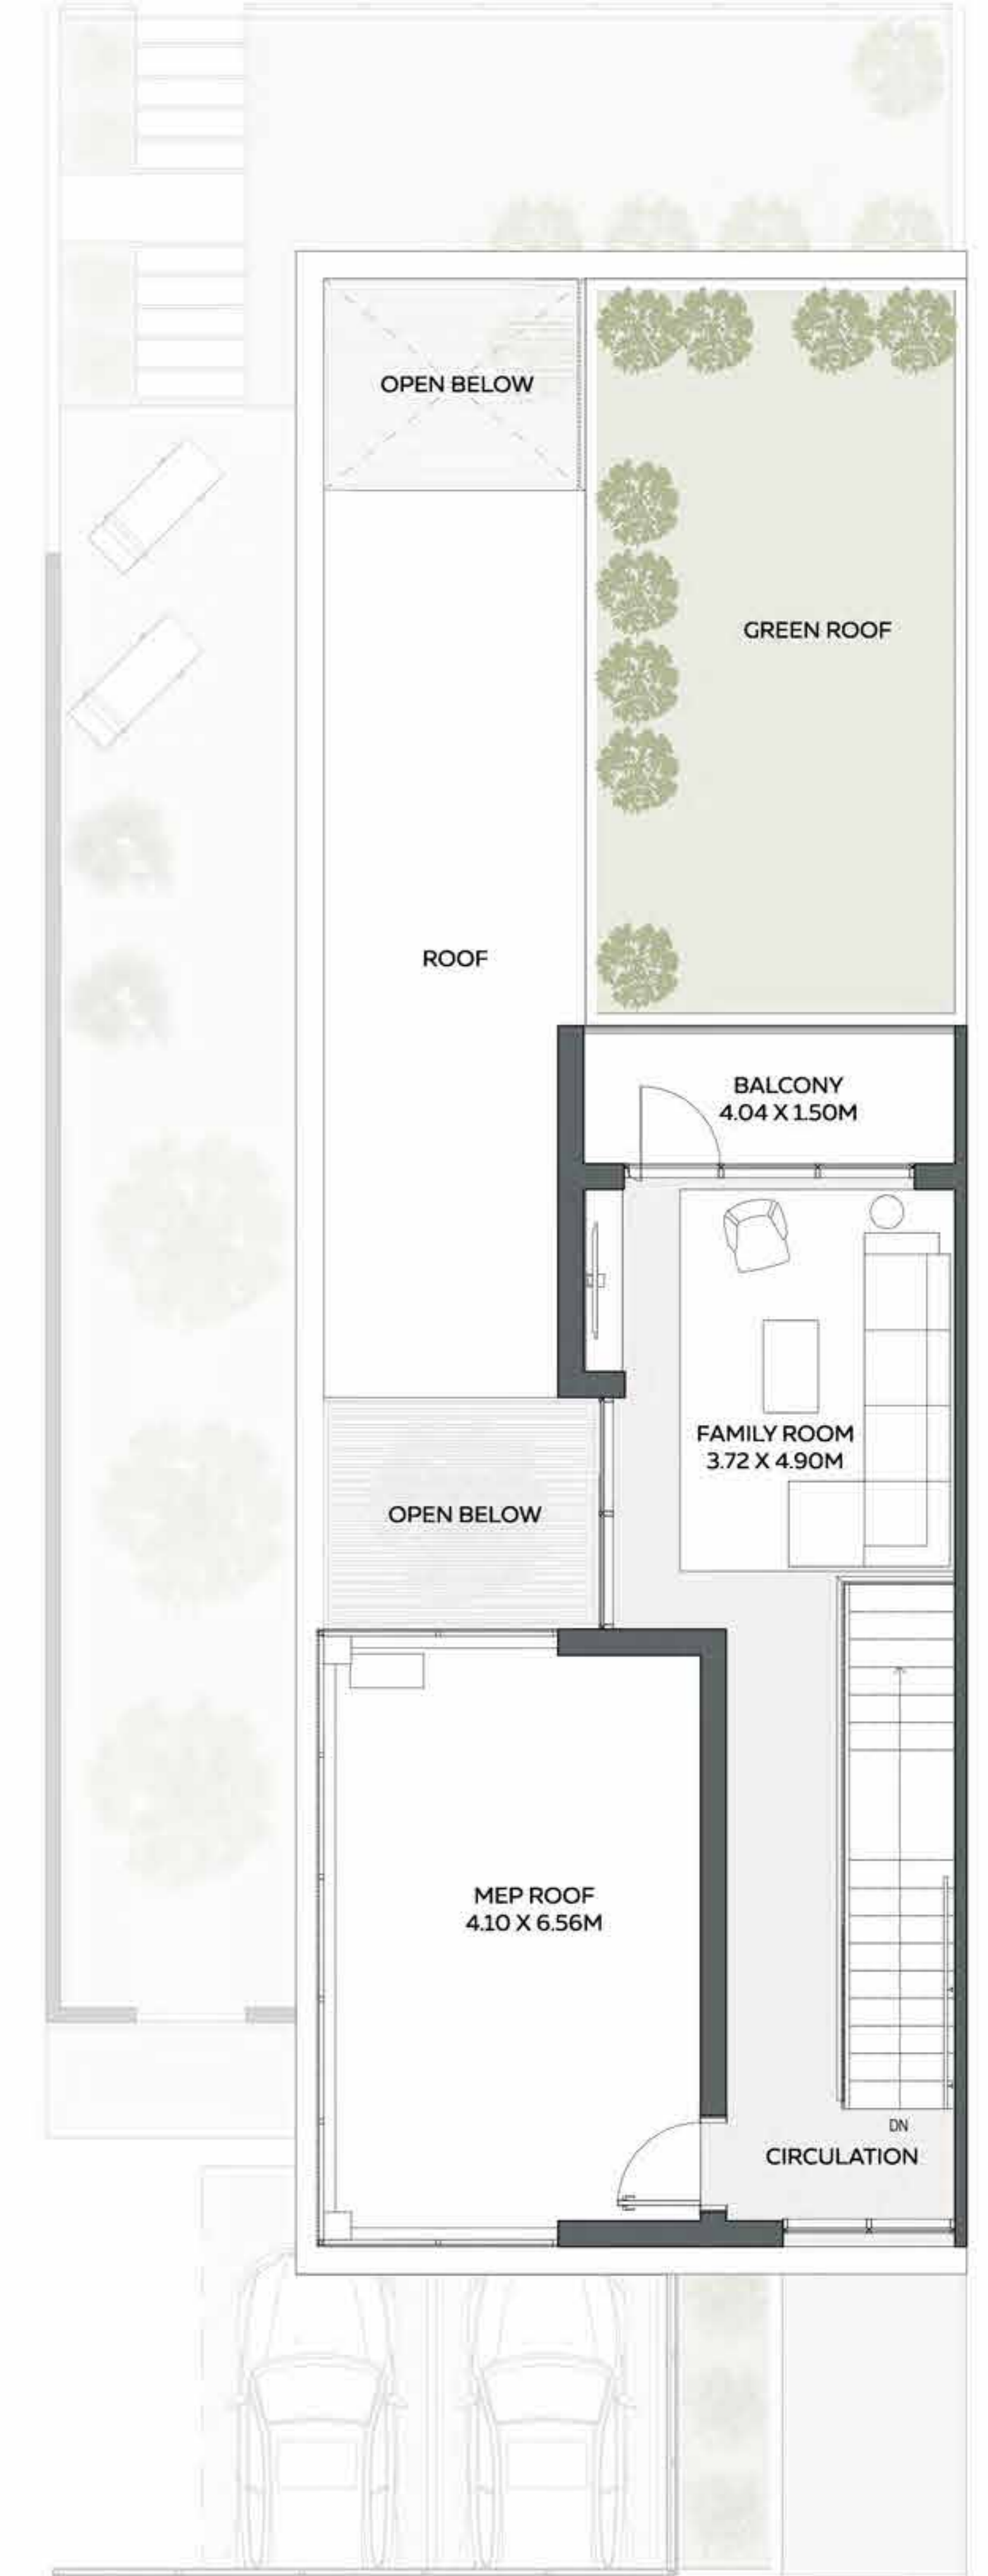 OPEN BELOW
GREEN ROOF
ROOF
BALCONY
4.04 X 1.50M
FAMILY ROOM
3.72 X 4.90M
OPEN BELOW
MEP ROOF
4.10 X 6.56M
DN
CIRCULATION